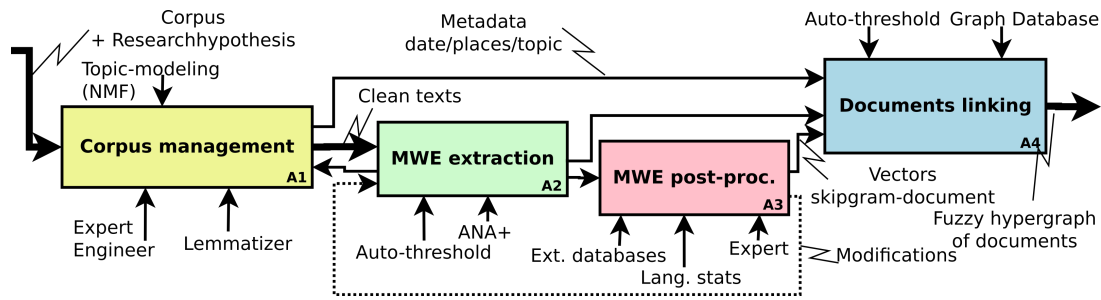 Corpus
+ Researchhypothesis
Metadata
date/places/topic
Auto-threshold
Graph Database
Topic-modeling
(NMF)
Clean texts
Documents linking
A4
Corpus management
A1
MWE extraction
A2
MWE post-proc.
A3
Vectors
skipgram-document
Fuzzy hypergraph
of documents
Expert
Engineer
Lemmatizer
Auto-threshold
ANA+
Ext. databases
Lang. stats
Expert
Modifications